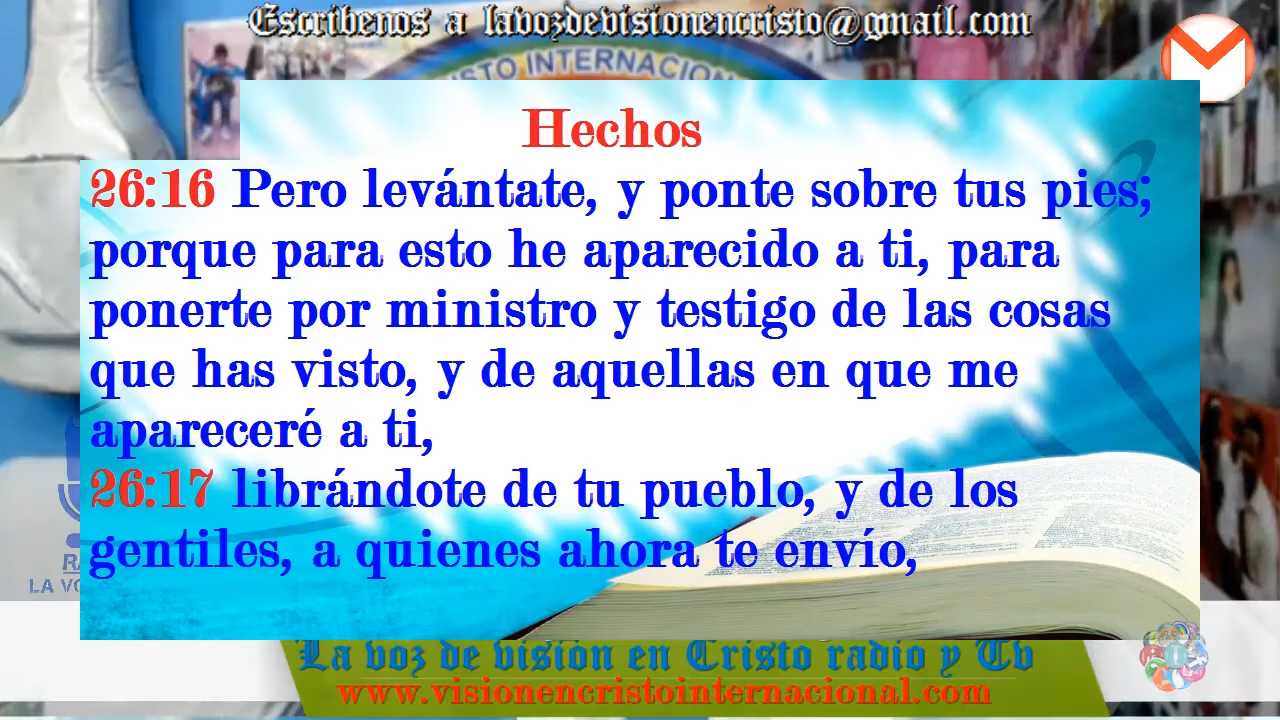 Escríbenos a lavozdevisionencristo@gmail.com
Hechos
26:16 Pero levántate, y ponte sobre tus pies;
porque para esto he aparecido a ti, para
ponerte por ministro y testigo de las cosas
que has visto, y de aquellas en que me
apareceré a ti,
26:17 librándote de tu pueblo, y de los
gentiles, a quienes ahora te envío,
LA
La voz de visión en Cristo radio y Tv
www.visionencristointernacional.com